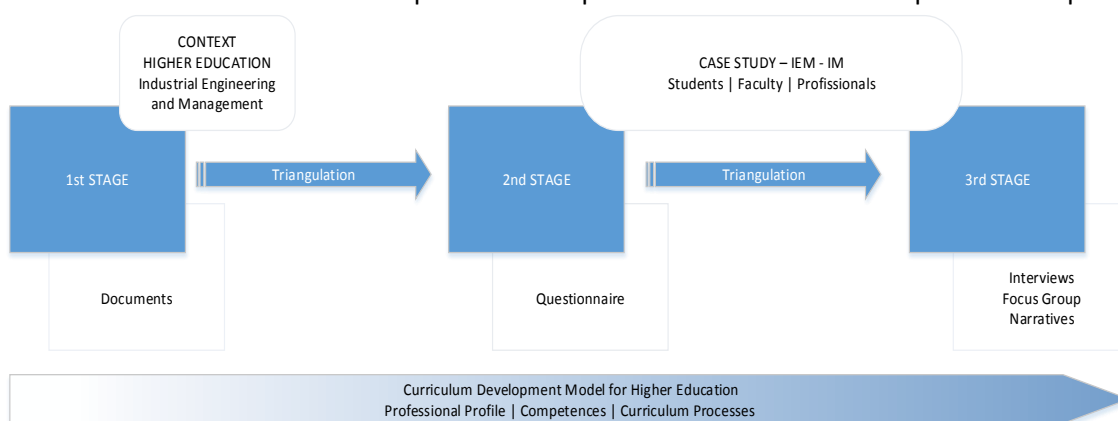 CONTEXT
HIGHER EDUCATION
Industrial Engineering
and Management
CASE STUDY – IEM - IM
Students | Faculty | Profissionals
1st STAGE
Triangulation
2nd STAGE
Triangulation
3rd STAGE
Documents
Questionnaire
Interviews
Focus Group
Narratives
Curriculum Development Model for Higher Education
Professional Profile | Competences | Curriculum Processes